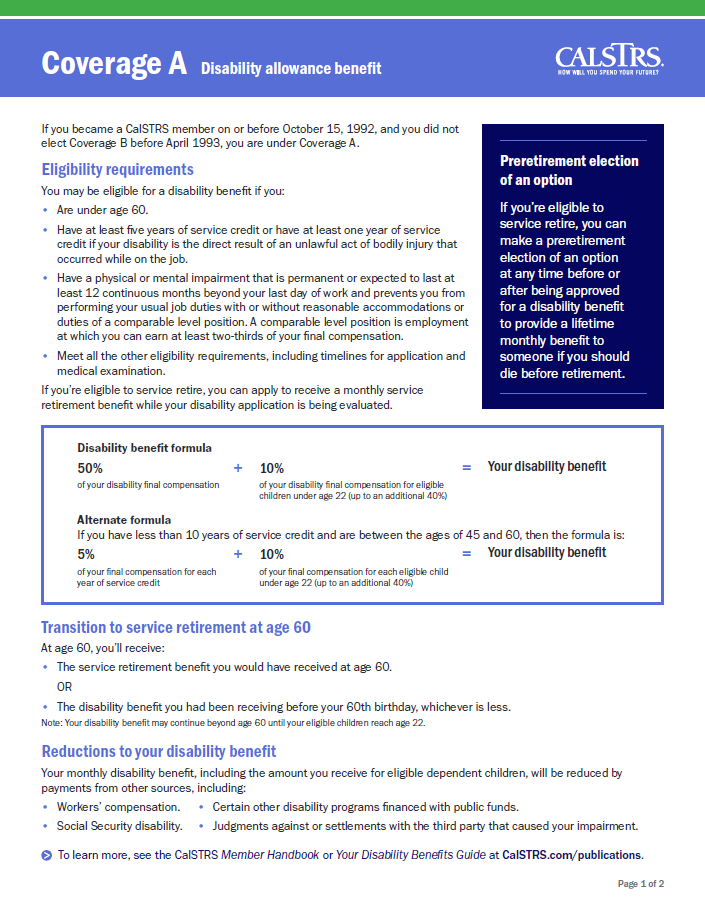 Coverage A Disability allowance benefit
CALSTRS.
HOW WILL YOU SPEND YOUR FUTURE?
If you became a CalSTRS member on or before October 15, 1992, and you did not
elect Coverage B before April 1993, you are under Coverage A.
Eligibility requirements
You may be eligible for a disability benefit if you:
• Are under age 60.
• Have at least five years of service credit or have at least one year of service
credit if your disability is the direct result of an unlawful act of bodily injury that
occurred while on the job.
• Have a physical or mental impairment that is permanent or expected to last at
least 12 continuous months beyond your last day of work and prevents you from
performing your usual job duties with or without reasonable accommodations or
duties of a comparable level position. A comparable level position is employment
at which you can earn at least two-thirds of your final compensation.
• Meet all the other eligibility requirements, including timelines for application and
medical examination.
If you're eligible to service retire, you can apply to receive a monthly service
retirement benefit while your disability application is being evaluated.
Preretirement election
of an option
If you're eligible to
service retire, you can
make a preretirement
election of an option
at any time before or
after being approved
for a disability benefit
to provide a lifetime
monthly benefit to
someone if you should
die before retirement.
Disability benefit formula
50% + 10% = Your disability benefit
of your disability final compensation
of your disability final compensation for eligible
children under age 22 (up to an additional 40%)
Alternate formula
If you have less than 10 years of service credit and are between the ages of 45 and 60, then the formula is:
5% + 10% = Your disability benefit
of your final compensation for each
year of service credit
of your final compensation for each eligible child
under age 22 (up to an additional 40%)
Transition to service retirement at age 60
At age 60, you'll receive:
• The service retirement benefit you would have received at age 60.
OR
• The disability benefit you had been receiving before your 60th birthday, whichever is less.
Note: Your disability benefit may continue beyond age 60 until your eligible children reach age 22.
Reductions to your disability benefit
Your monthly disability benefit, including the amount you receive for eligible dependent children, will be reduced by
payments from other sources, including:
• Workers' compensation. • Certain other disability programs financed with public funds.
• Social Security disability. • Judgments against or settlements with the third party that caused your impairment.
To learn more, see the CalSTRS Member Handbook or Your Disability Benefits Guide at CalSTRS.com/publications.
Page 1 of 2